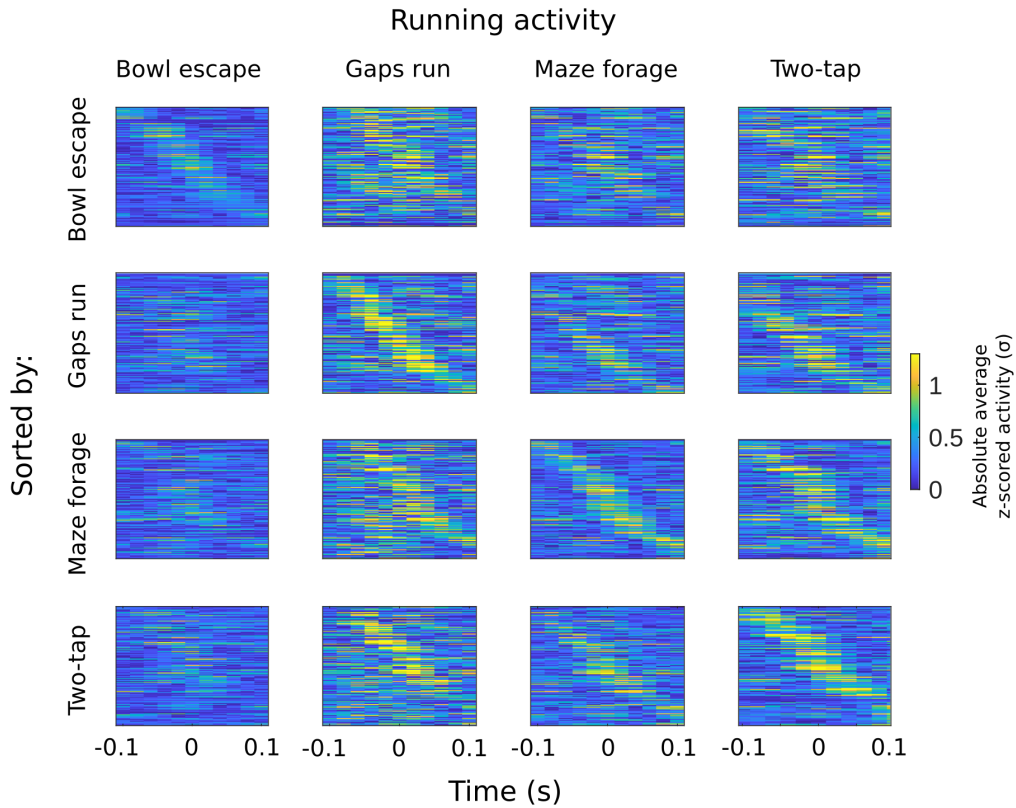 Running activity
Bowl escape
Gaps run
Maze forage
Two-tap
Sorted by:
Bowl escape
Gaps run
Maze forage
Two-tap
1
0.5
0
Absolute average
z-scored activity (σ)
-0.1 0 0.1
-0.1 0 0.1
-0.1 0 0.1
-0.1 0 0.1
Time (s)